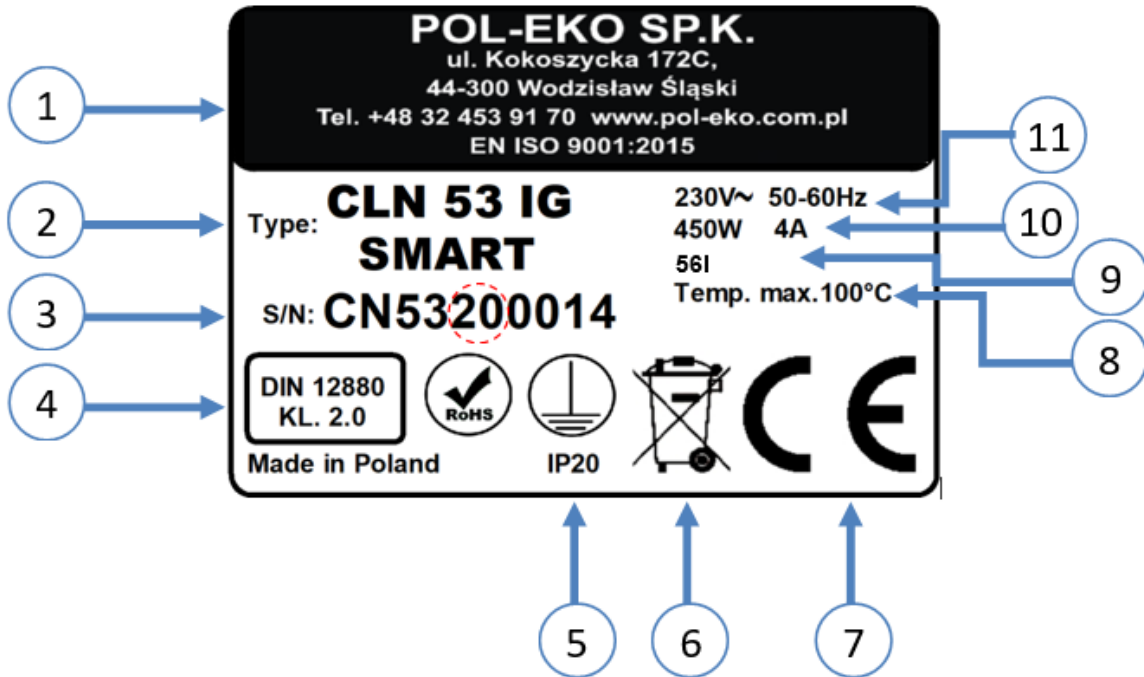 POL-EKO SP.K.
ul. Kokoszycka 172C,
44-300 Wodzisław Śląski
Tel. +48 32 453 91 70 www.pol-eko.com.pl
EN ISO 9001:2015
1
2
3
4
Type: CLN 53 IG
SMART
S/N: CN53200014
230V~ 50-60Hz
450W 4A
56l
Temp. max.100°C
11
10
9
8
DIN 12880
KL. 2.0
RoHS
CE
Made in Poland
IP20
5
6
7